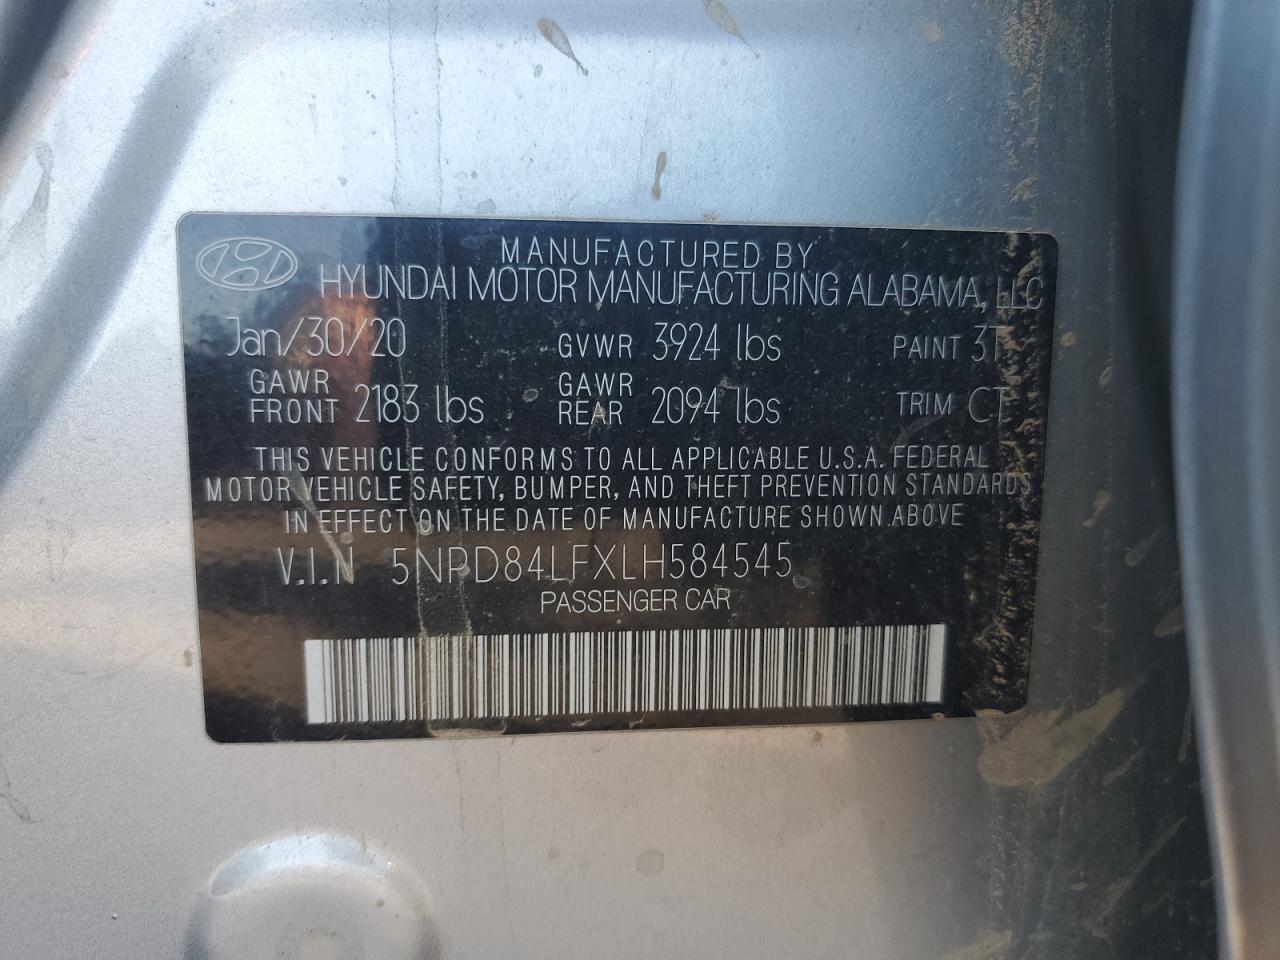 MANUFACTURED BY
HYUNDAI MOTOR MANUFACTURING ALABAMA, LLC
Jan/30/20 GVWR 3924 lbs PAINT 3T
GAWR FRONT 2183 lbs GAWR REAR 2094 lbs TRIM CT
THIS VEHICLE CONFORMS TO ALL APPLICABLE U.S.A. FEDERAL
MOTOR VEHICLE SAFETY, BUMPER, AND THEFT PREVENTION STANDARDS
IN EFFECT ON THE DATE OF MANUFACTURE SHOWN ABOVE
V.I.N 5NPD84LFXLH584545
PASSENGER CAR